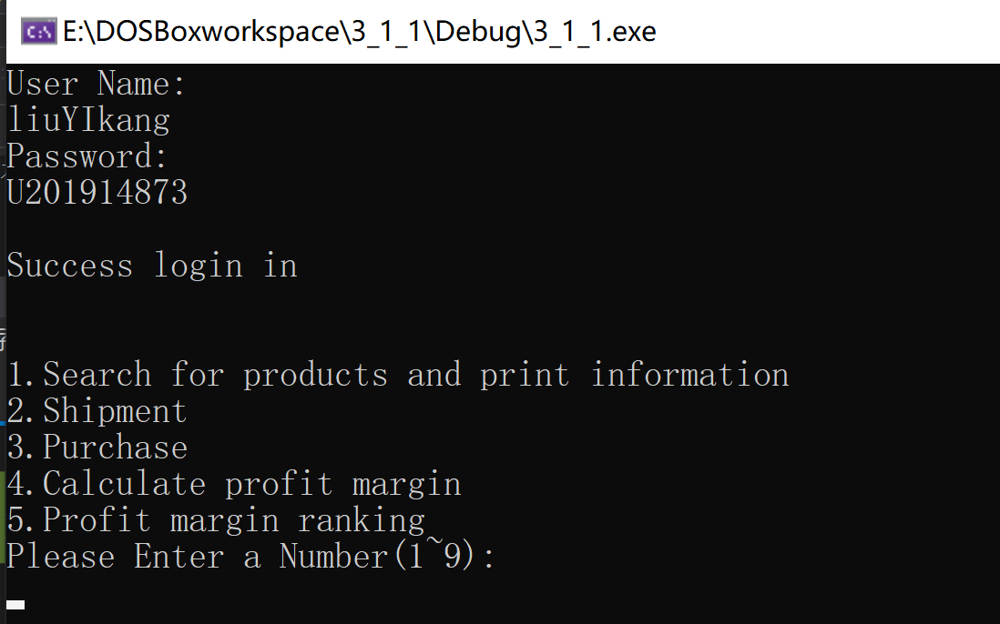 E:\DOSBoxworkspace\3_1_1\Debug\3_1_1.exe
User Name:
liuYIkang
Password:
U201914873
Success login in
1.Search for products and print information
2.Shipment
3.Purchase
4.Calculate profit margin
5.Profit margin ranking
Please Enter a Number(1~9):